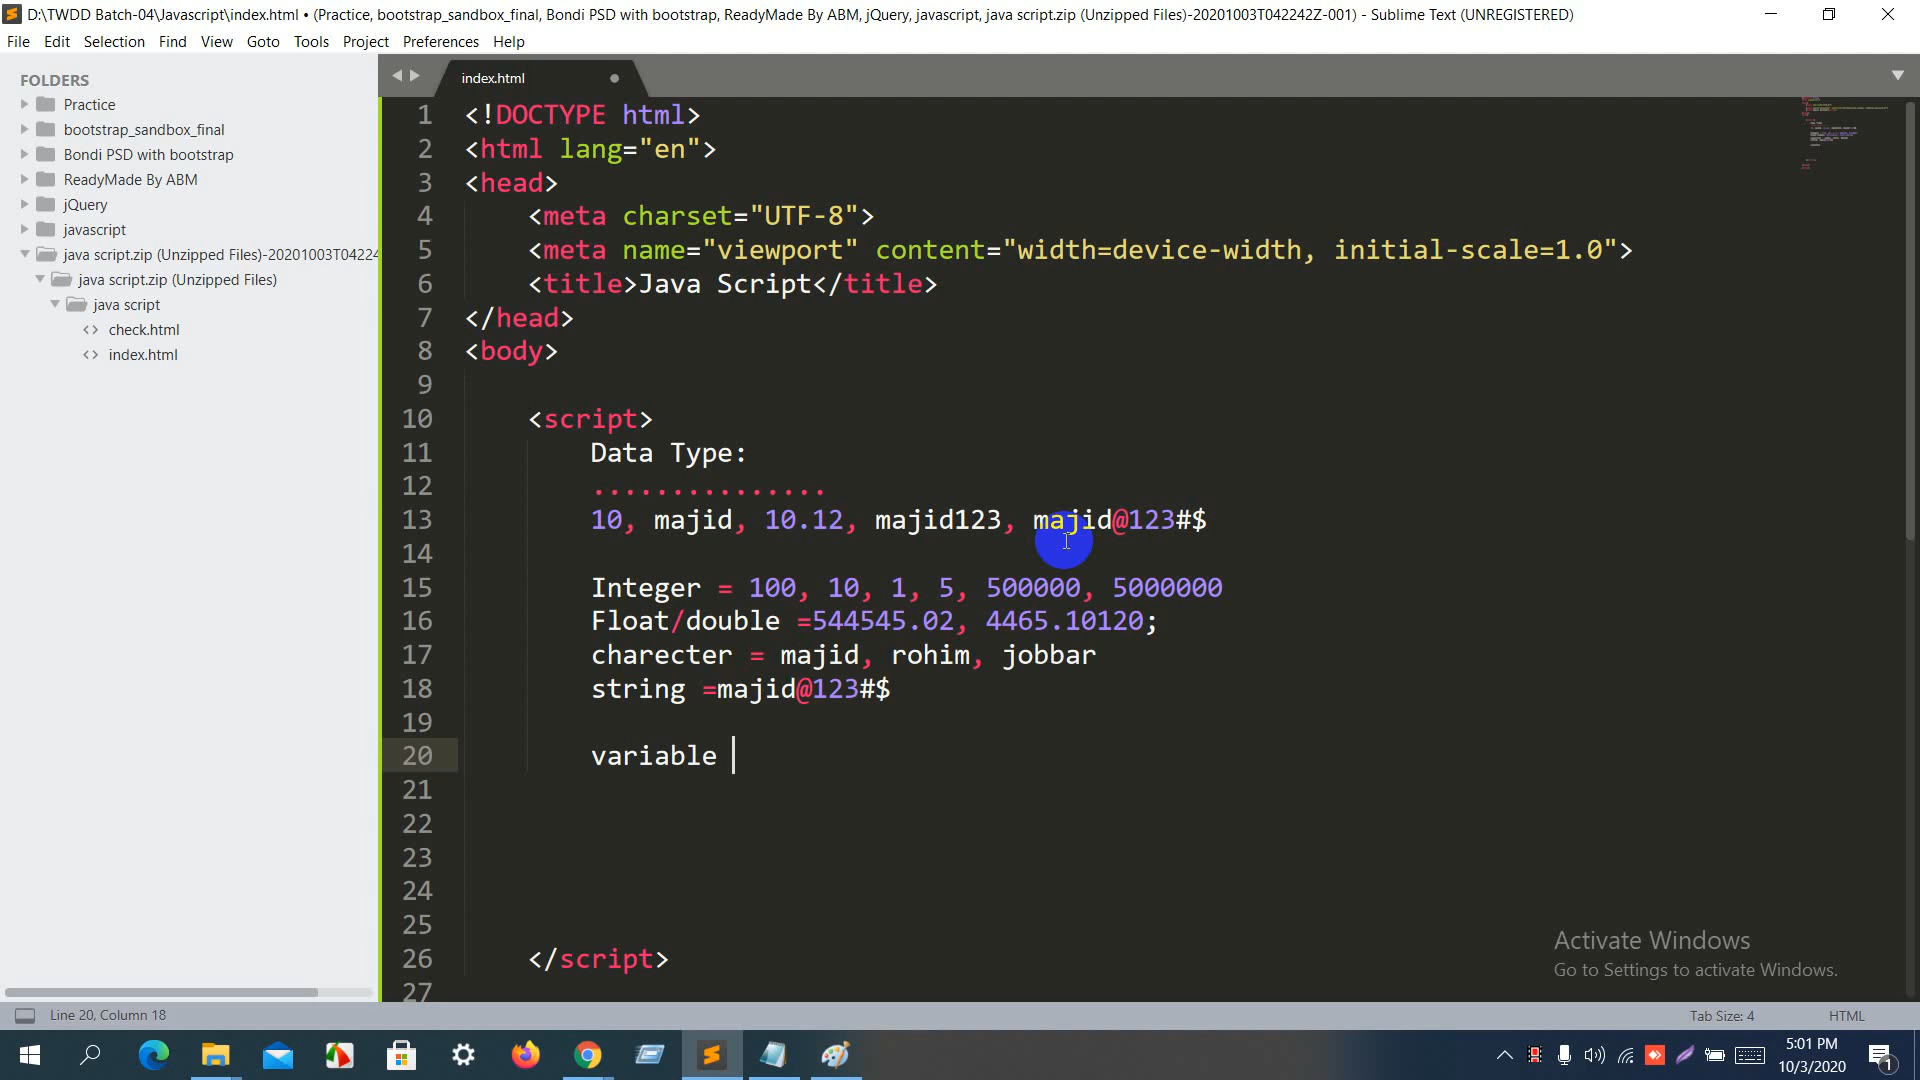 D:\TWDD Batch-04\Javascript\index.html • (Practice, bootstrap_sandbox_final, Bondi PSD with bootstrap, ReadyMade By ABM, jQuery, javascript, java script.zip (Unzipped Files)-20201003T042242Z-001) - Sublime Text (UNREGISTERED)
File Edit Selection Find View Goto Tools Project Preferences Help
FOLDERS
Practice
bootstrap_sandbox_final
Bondi PSD with bootstrap
ReadyMade By ABM
jQuery
javascript
java script.zip (Unzipped Files)-20201003T04224
java script.zip (Unzipped Files)
java script
<> check.html
<> index.html
index.html
1 <!DOCTYPE html>
2 <html lang="en">
3 <head>
4 <meta charset="UTF-8">
5 <meta name="viewport" content="width=device-width, initial-scale=1.0">
6 <title>Java Script</title>
7 </head>
8 <body>
9
10 <script>
11 Data Type:
12 ...............
13 10, majid, 10.12, majid123, majid@123#$
14
15 Integer = 100, 10, 1, 5, 500000, 5000000
16 Float/double =544545.02, 4465.10120;
17 charecter = majid, rohim, jobbar
18 string =majid@123#$
19
20 variable
21
22
23
24
25
26 </script>
27
Activate Windows
Go to Settings to activate Windows.
Line 20, Column 18
Tab Size: 4
HTML
5:01 PM
10/3/2020
1